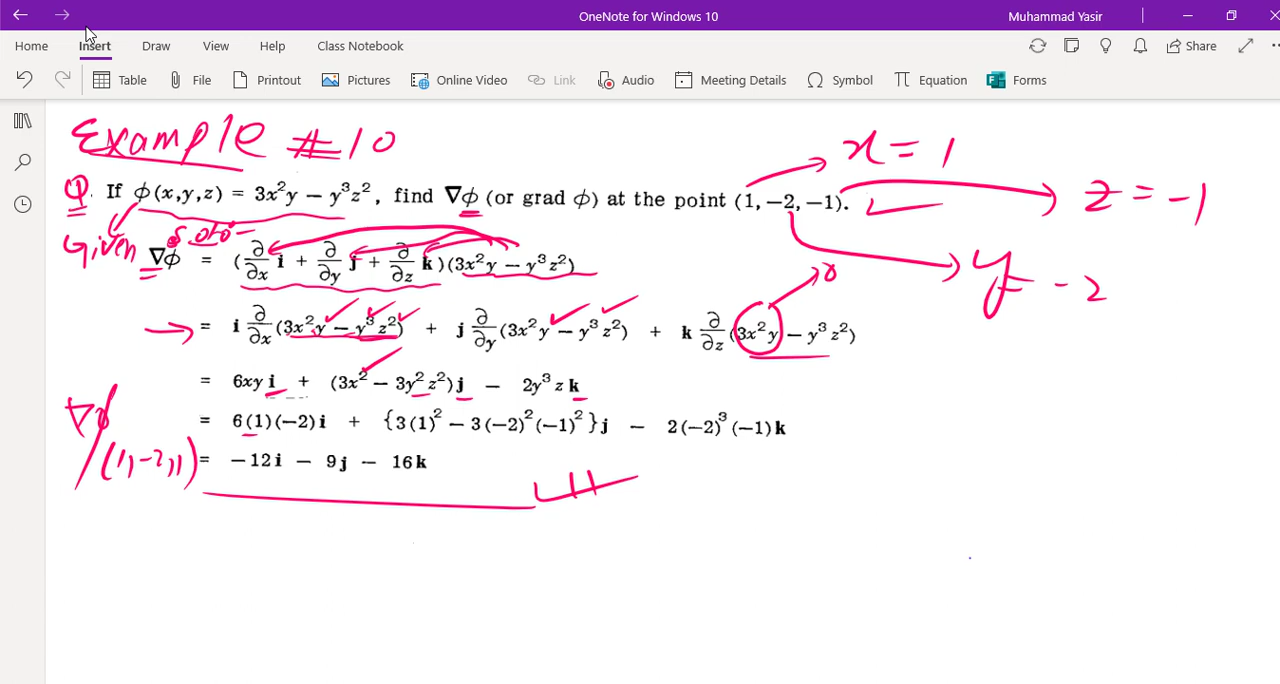 OneNote for Windows 10
Muhammad Yasir
Home Insert Draw View Help Class Notebook Share
Table File Printout Pictures Online Video Link Audio Meeting Details Symbol Equation Forms
Example #10
x = 1
Q. If ϕ(x,y,z) = 3x²y − y³z², find ∇ϕ (or grad ϕ) at the point (1,−2,−1).
z = -1
Given
∇ϕ = (∂/∂x i + ∂/∂y j + ∂/∂z k)(3x²y − y³z²)
y = -2
o
= i ∂/∂x (3x²y − y³z²) + j ∂/∂y (3x²y − y³z²) + k ∂/∂z (3x²y − y³z²)
= 6xy i + (3x² − 3y²z²) j − 2y³z k
∇ϕ
= 6(1)(−2) i + {3(1)² − 3(−2)²(−1)²} j − 2(−2)³(−1) k
/(1,-2,1)
= −12 i − 9 j − 16 k